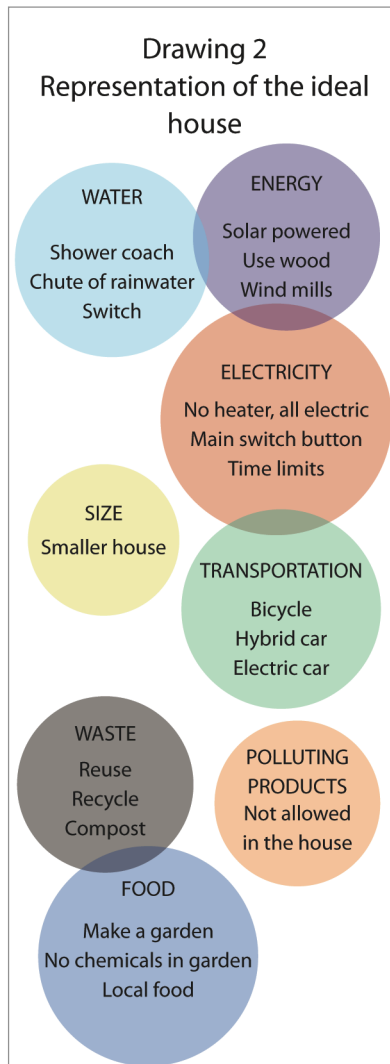 Drawing 2
Representation of the ideal
house
WATER
Shower coach
Chute of rainwater
Switch
ENERGY
Solar powered
Use wood
Wind mills
ELECTRICITY
No heater, all electric
Main switch button
Time limits
SIZE
Smaller house
TRANSPORTATION
Bicycle
Hybrid car
Electric car
WASTE
Reuse
Recycle
Compost
POLLUTING
PRODUCTS
Not allowed
in the house
FOOD
Make a garden
No chemicals in garden
Local food